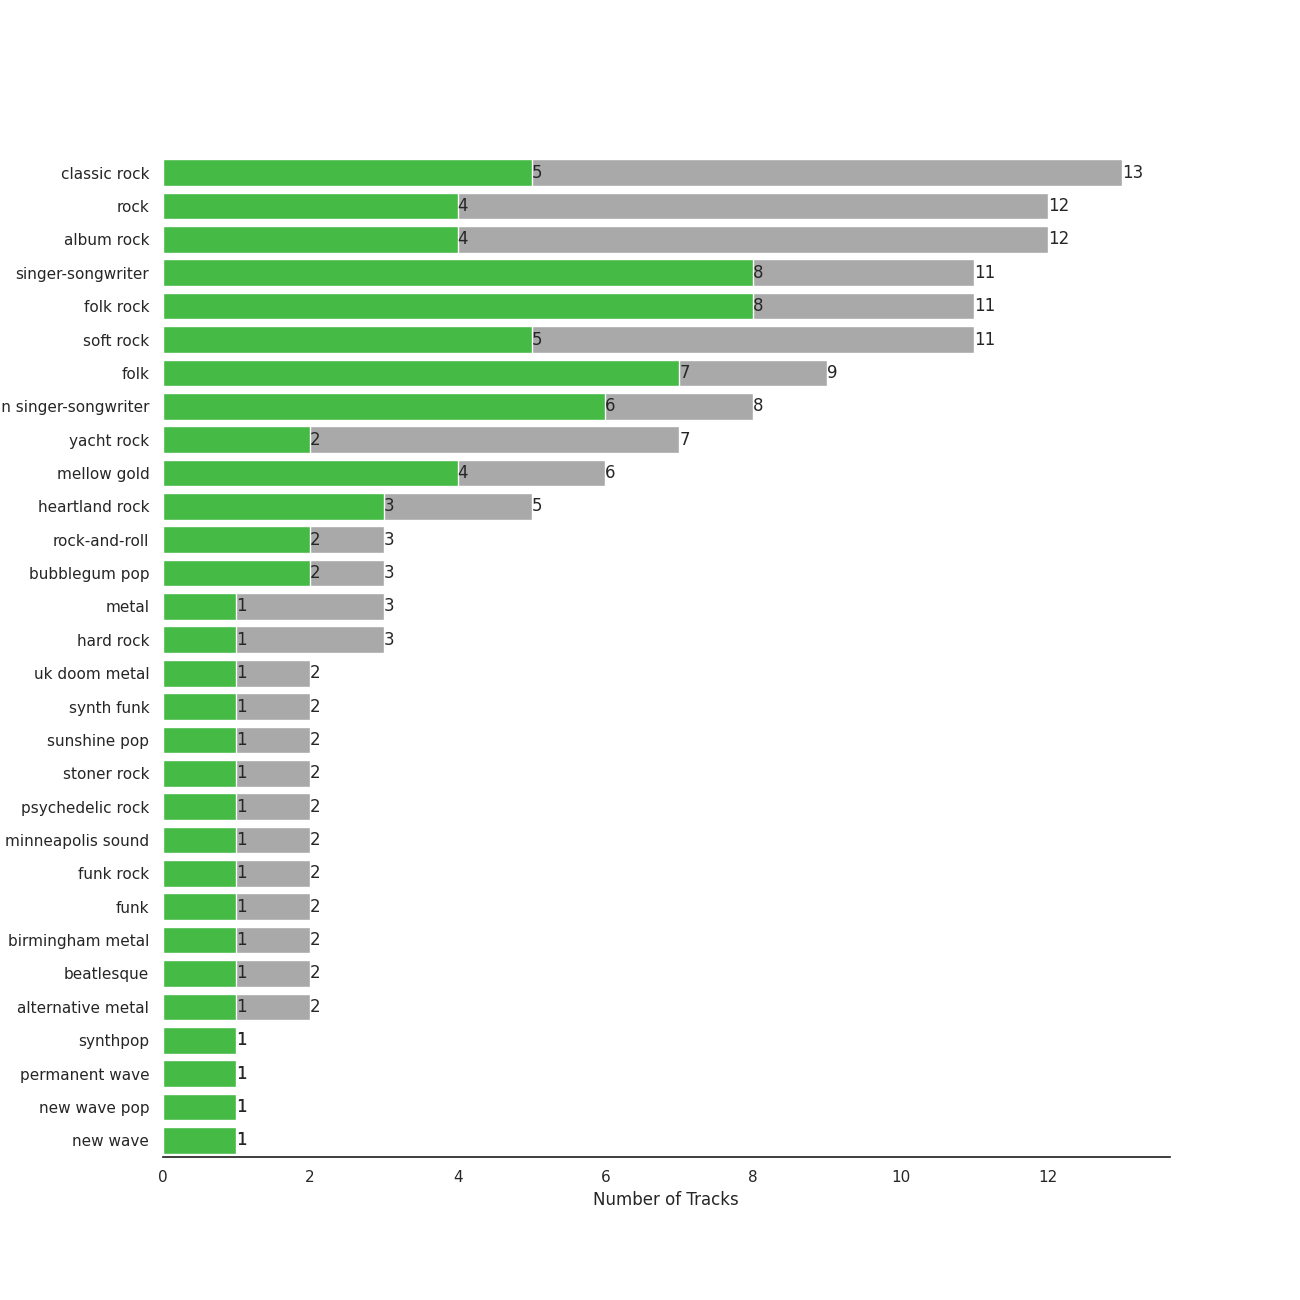 classic rock 5 13
rock 4 12
album rock 4 12
singer-songwriter 8 11
folk rock 8 11
soft rock 5 11
folk 7 9
n singer-songwriter 6 8
yacht rock 2 7
mellow gold 4 6
heartland rock 3 5
rock-and-roll 2 3
bubblegum pop 2 3
metal 1 3
hard rock 1 3
uk doom metal 1 2
synth funk 1 2
sunshine pop 1 2
stoner rock 1 2
psychedelic rock 1 2
minneapolis sound 1 2
funk rock 1 2
funk 1 2
birmingham metal 1 2
beatlesque 1 2
alternative metal 1 2
synthpop 1
permanent wave 1
new wave pop 1
new wave 1
0 2 4 6 8 10 12
Number of Tracks